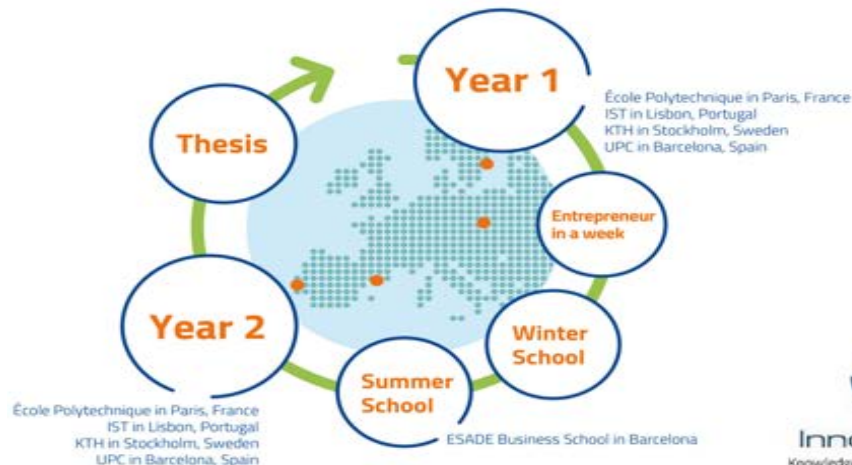 Year 1
École Polytechnique in Paris, France
IST in Lisbon, Portugal
KTH in Stockholm, Sweden
UPC in Barcelona, Spain
Entrepreneur
in a week
Winter
School
Summer
School
ESADE Business School in Barcelona
Year 2
École Polytechnique in Paris, France
IST in Lisbon, Portugal
KTH in Stockholm, Sweden
UPC in Barcelona, Spain
Thesis